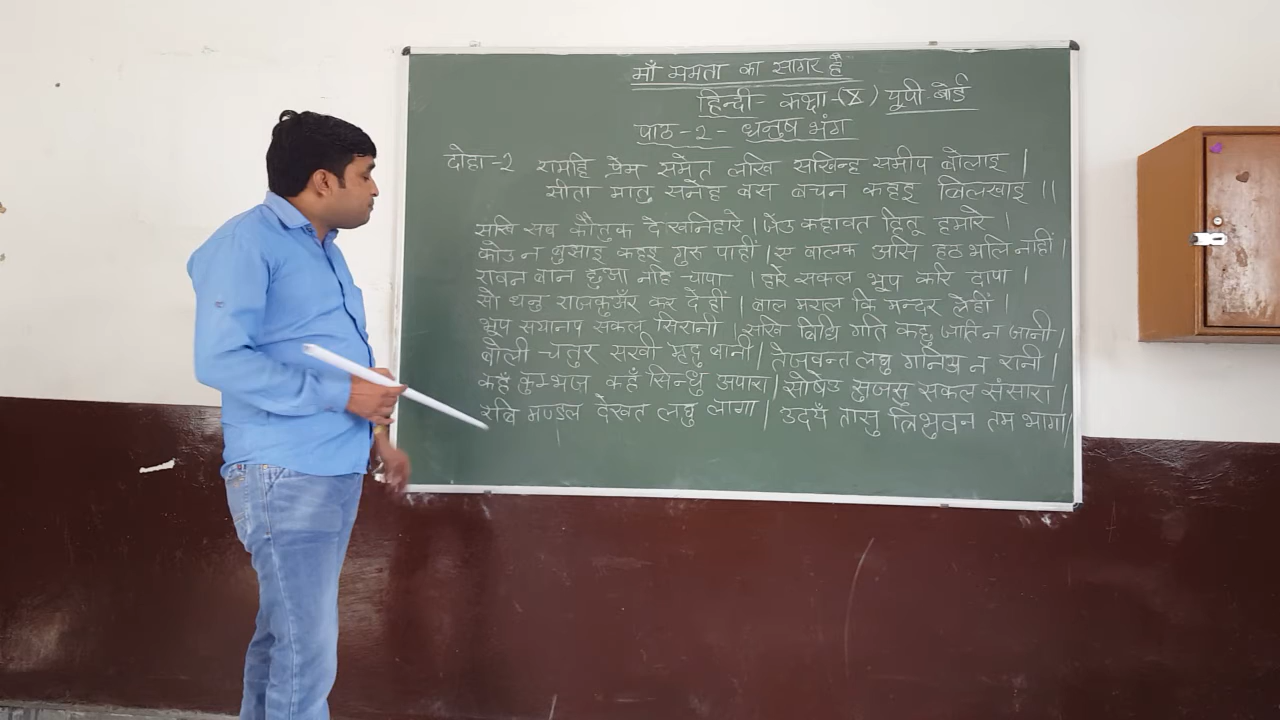 माँ ममता का सागर है
हिन्दी- कक्षा-(X) यूपी बोर्ड
पाठ-2- धनुष भंग
दोहा-2 रामहि प्रेम समेत लखि सखिन्ह समीप बोलाइ |
सीता मातु सनेह बस बचन कहइ बिलखाइ ||
सखि सब कौतुक देखनिहारे | जेउ कहावत हितू हमारे |
कोउ न बुझाइ कहइ गुरु पाहीं | ए बालक असि हठ भलि नाहीं |
रावन बान छुआ नहि चापा | हारे सकल भूप करि दापा |
सो धनु राजकुअँर कर देहीं | बाल मराल कि मन्दर लेहीं |
भूप सयानप सकल सिरानी | सखि बिधि गति कछु जाति न जानी |
बोली चतुर सखी मृदु बानी | तेजवन्त लघु गनिय न रानी |
कहँ कुम्भज कहँ सिन्धु अपारा | सोषेउ सुजसु सकल संसारा |
रबि मण्डल देखत लघु लागा | उदयँ तासु त्रिभुवन तम भागा ||